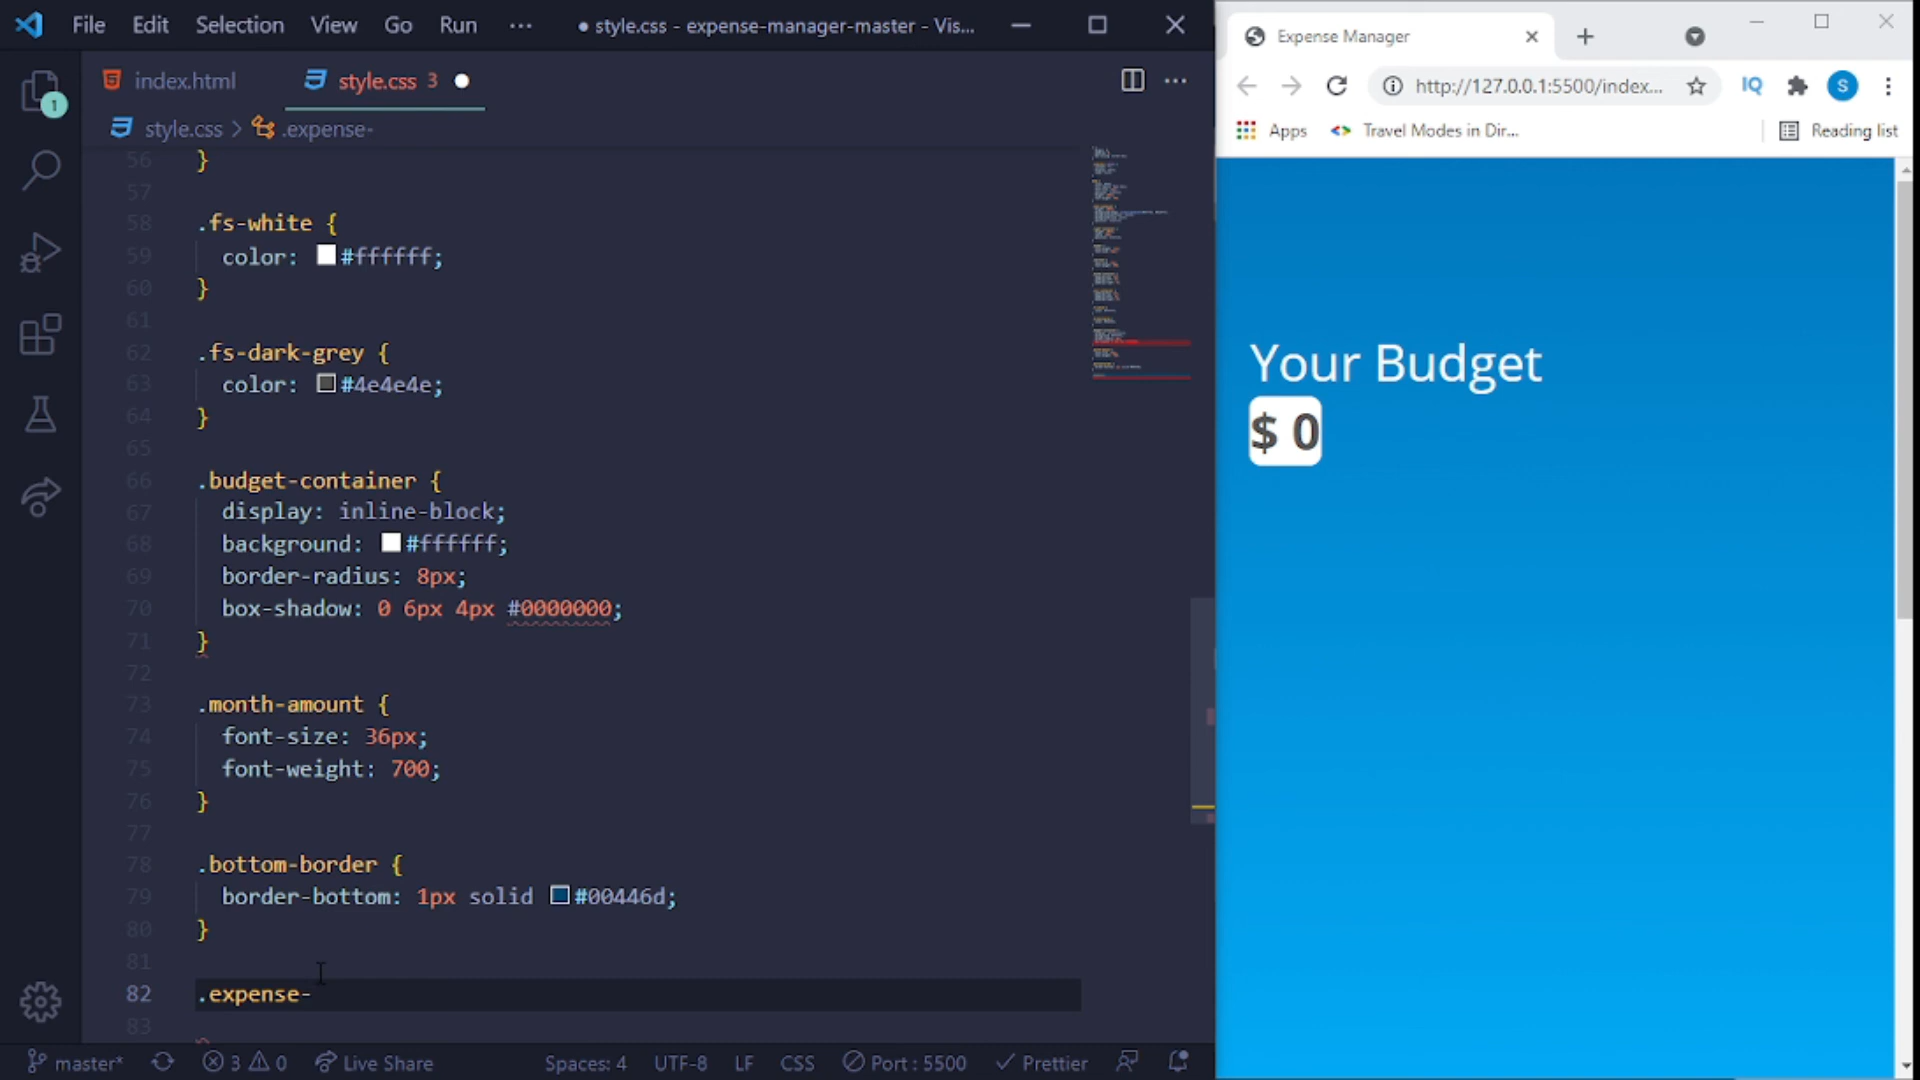 File Edit Selection View Go Run ··· ● style.css - expense-manager-master - Vis...
index.html style.css 3
style.css > .expense-
56 }
57
58 .fs-white {
59 color: #ffffff;
60 }
61
62 .fs-dark-grey {
63 color: #4e4e4e;
64 }
65
66 .budget-container {
67 display: inline-block;
68 background: #ffffff;
69 border-radius: 8px;
70 box-shadow: 0 6px 4px #0000000;
71 }
72
73 .month-amount {
74 font-size: 36px;
75 font-weight: 700;
76 }
77
78 .bottom-border {
79 border-bottom: 1px solid #00446d;
80 }
81
82 .expense-
83
1
master* 3 0 Live Share Spaces: 4 UTF-8 LF CSS Port : 5500 Prettier
Expense Manager
http://127.0.0.1:5500/index... IQ S
Apps Travel Modes in Dir... Reading list
Your Budget
$ 0